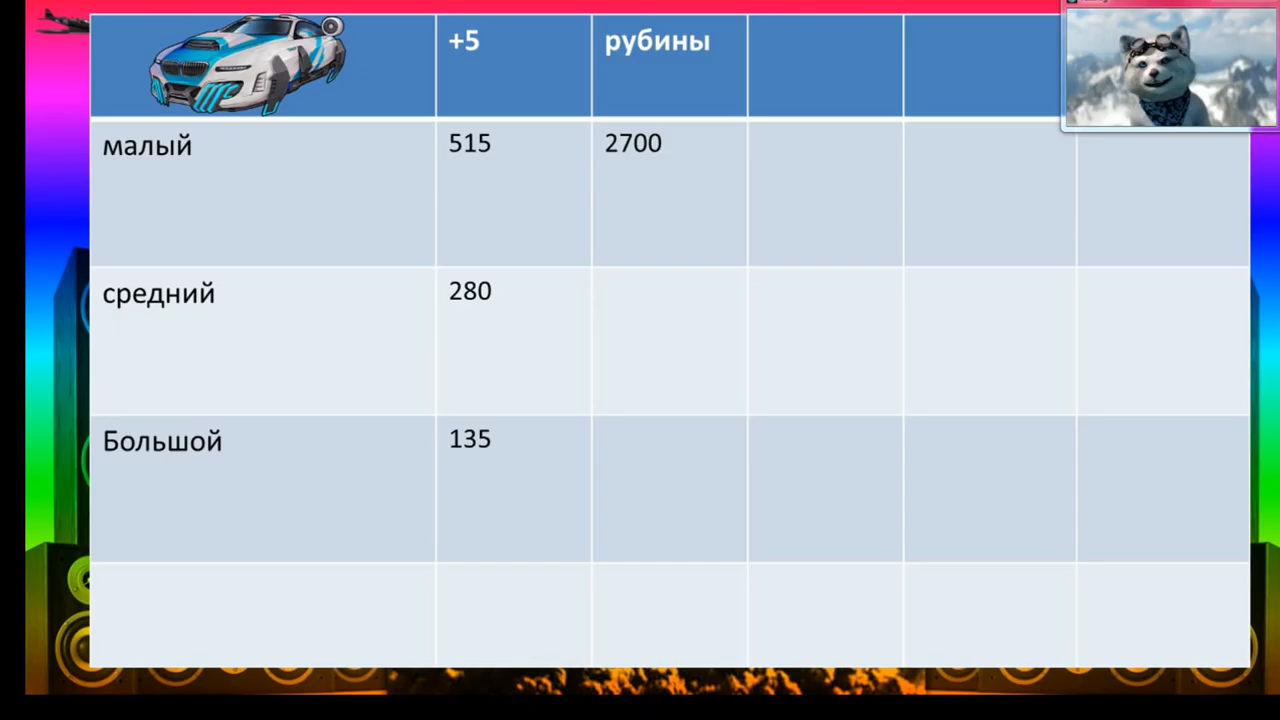 +5 рубины
малый 515 2700
средний 280
Большой 135